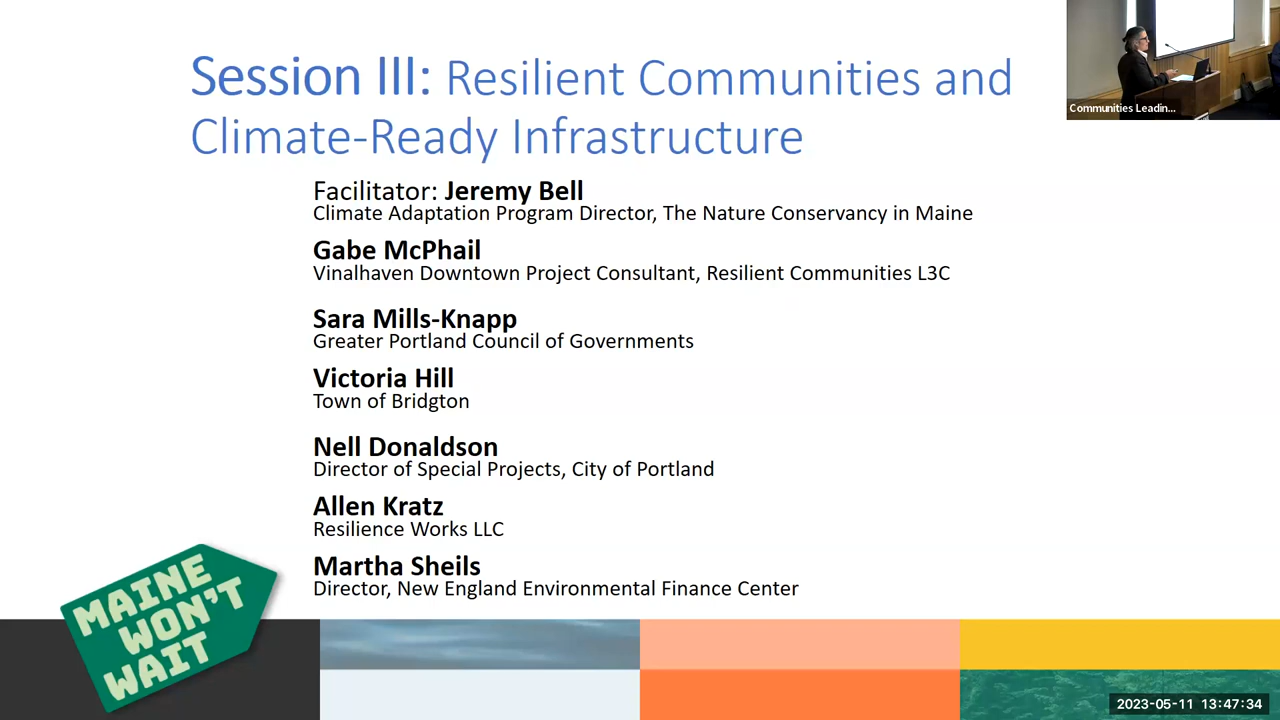 Session III: Resilient Communities and
Climate-Ready Infrastructure
Communities Leadin...
Facilitator: Jeremy Bell
Climate Adaptation Program Director, The Nature Conservancy in Maine
Gabe McPhail
Vinalhaven Downtown Project Consultant, Resilient Communities L3C
Sara Mills-Knapp
Greater Portland Council of Governments
Victoria Hill
Town of Bridgton
Nell Donaldson
Director of Special Projects, City of Portland
Allen Kratz
Resilience Works LLC
Martha Sheils
Director, New England Environmental Finance Center
MAINE
WON'T
WAIT
2023-05-11 13:47:34